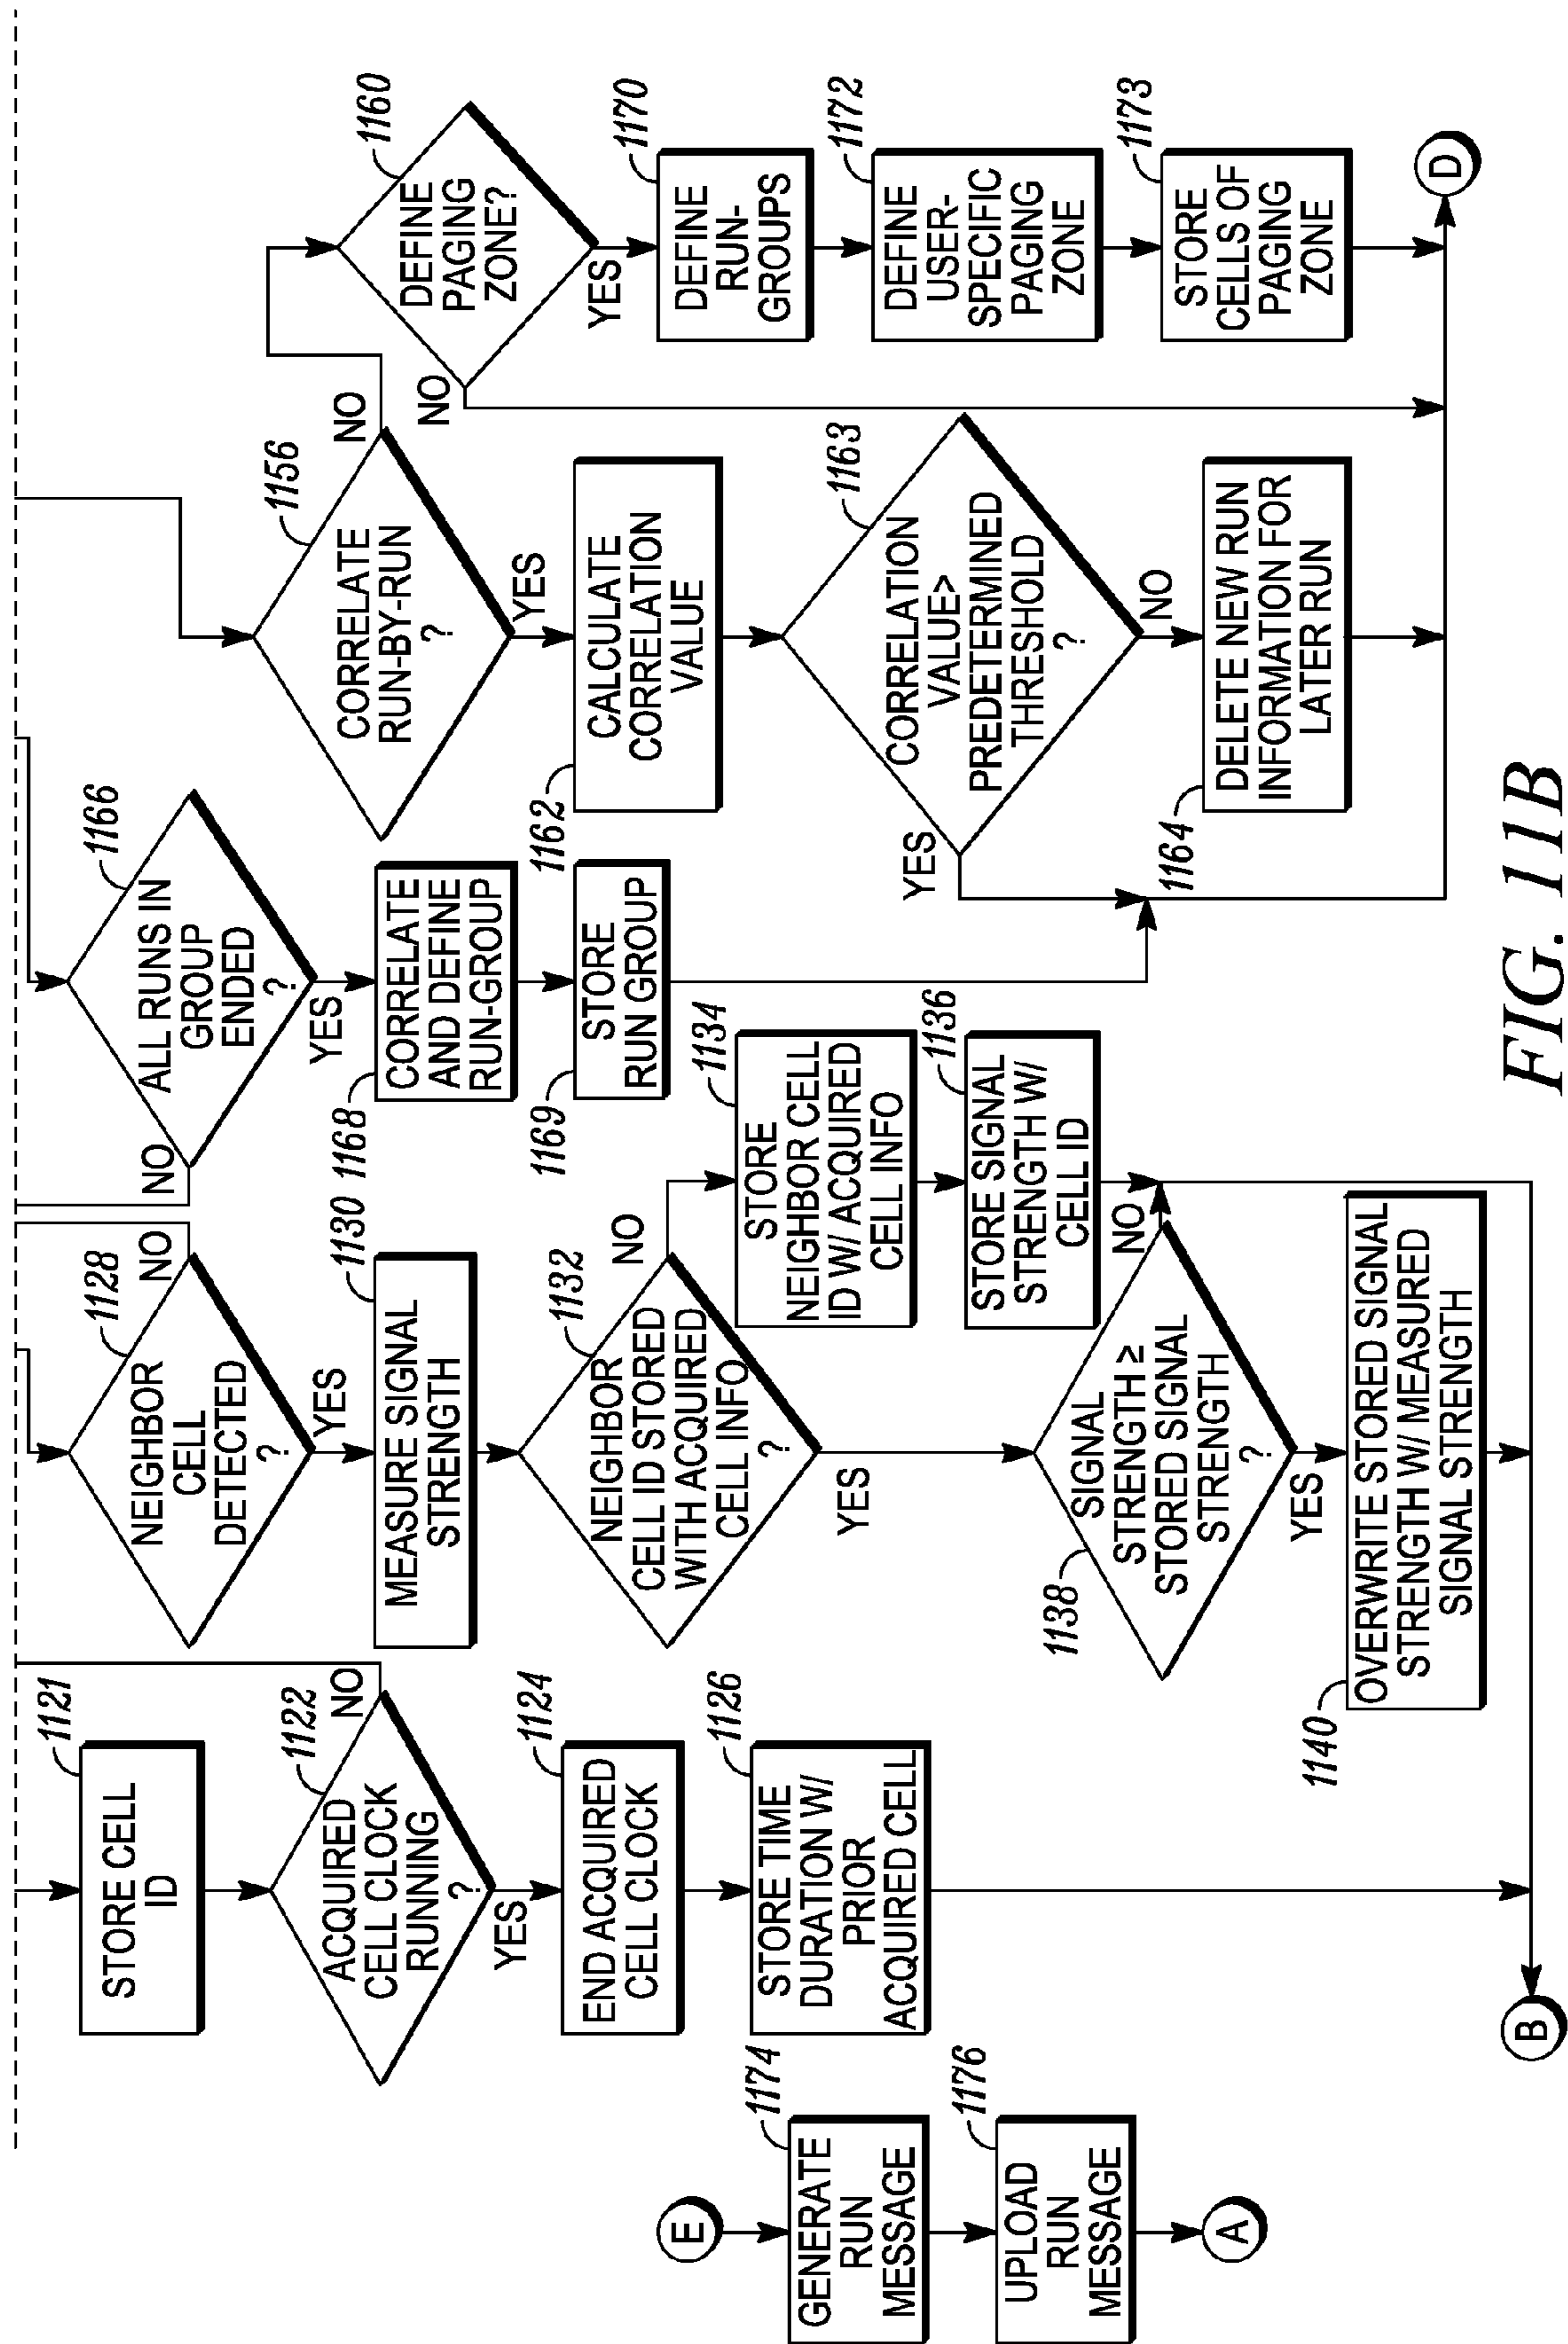 E
1174
GENERATE
RUN
MESSAGE
1176
UPLOAD
RUN
MESSAGE
A
1121
STORE CELL
ID
1122
ACQUIRED
CELL CLOCK
RUNNING
?
NO
YES
1124
END ACQUIRED
CELL CLOCK
1126
STORE TIME
DURATION W/
PRIOR
ACQUIRED CELL
B
1128
NEIGHBOR
CELL
DETECTED
?
NO
YES
1130
MEASURE SIGNAL
STRENGTH
1132
NEIGHBOR
CELL ID STORED
WITH ACQUIRED
CELL INFO
?
NO
YES
1134
STORE
NEIGHBOR CELL
ID W/ ACQUIRED
CELL INFO
1136
STORE SIGNAL
STRENGTH W/
CELL ID
1138
SIGNAL
STRENGTH ≥
STORED SIGNAL
STRENGTH
?
NO
YES
1140
OVERWRITE STORED SIGNAL
STRENGTH W/ MEASURED
SIGNAL STRENGTH
1166
ALL RUNS IN
GROUP
ENDED
?
NO
YES
1168
CORRELATE
AND DEFINE
RUN-GROUP
1169
STORE
RUN GROUP
1156
CORRELATE
RUN-BY-RUN
?
NO
YES
1162
CALCULATE
CORRELATION
VALUE
1163
CORRELATION
VALUE>
PREDETERMINED
THRESHOLD
?
YES
NO
1164
DELETE NEW RUN
INFORMATION FOR
LATER RUN
1160
DEFINE
PAGING
ZONE?
NO
YES
1170
DEFINE
RUN-
GROUPS
1172
DEFINE
USER-
SPECIFIC
PAGING
ZONE
1173
STORE
CELLS OF
PAGING
ZONE
D
FIG. 11B